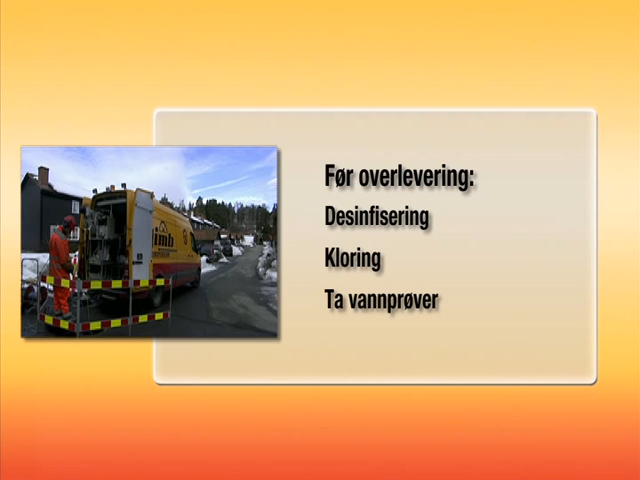 Før overlevering:
Desinfisering
Kloring
Ta vannprøver